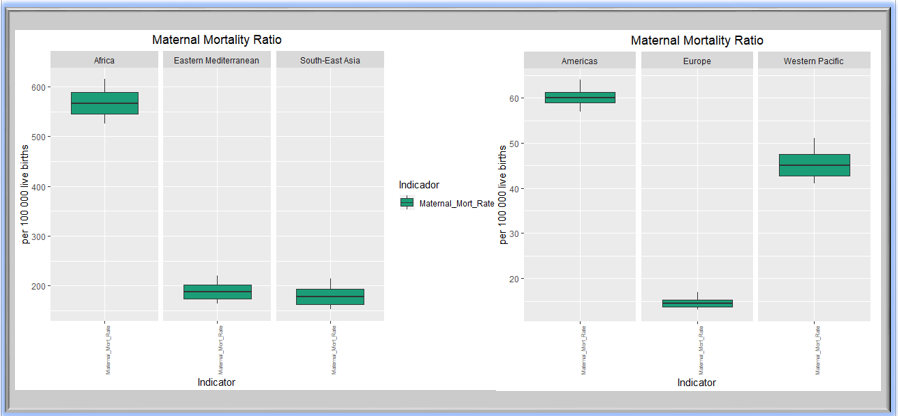 Maternal Mortality Ratio
Africa
Eastern Mediterranean
South-East Asia
per 100 000 live births
600
500
400
300
200
Maternal_Mort_Rate
Maternal_Mort_Rate
Maternal_Mort_Rate
Indicator
Indicador
Maternal_Mort_Rate
Maternal Mortality Ratio
Americas
Europe
Western Pacific
per 100 000 live births
60
50
40
30
20
Maternal_Mort_Rate
Maternal_Mort_Rate
Maternal_Mort_Rate
Indicator